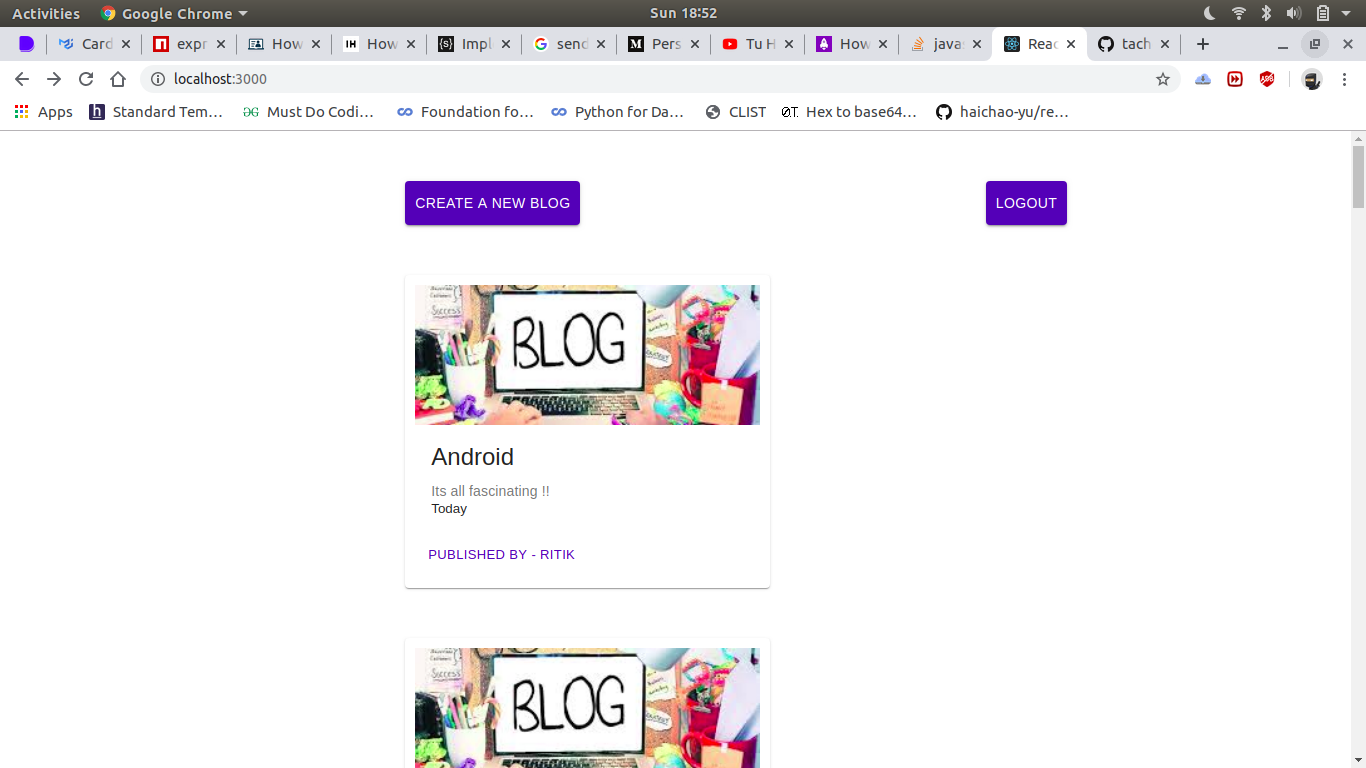 Activities Google Chrome Sun 18:52
Card expr How How Impl send Pers Tu H How java Reac tach
localhost:3000
Apps Standard Tem… Must Do Codi… Foundation fo… Python for Da… CLIST Hex to base64… haichao-yu/re…
CREATE A NEW BLOG LOGOUT
Success
BLOG
Android
Its all fascinating !!
Today
PUBLISHED BY - RITIK
Success
BLOG